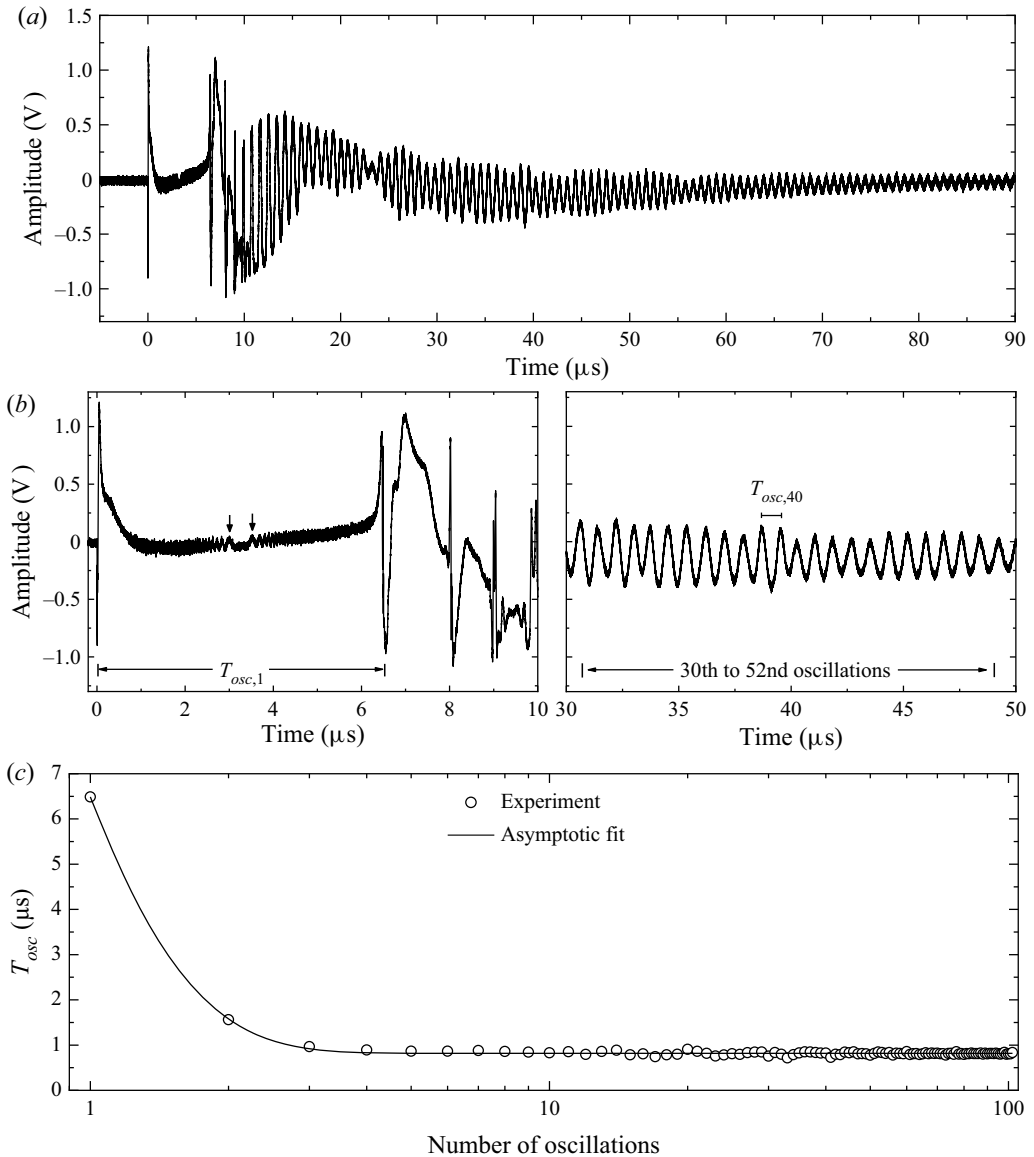 (a)
1.5
1.0
0.5
0
–0.5
–1.0
Amplitude (V)
0 10 20 30 40 50 60 70 80 90
Time (μs)
(b)
1.0
0.5
0
–0.5
–1.0
Amplitude (V)
T_osc,1
0 2 4 6 8 10
Time (μs)
T_osc,40
30th to 52nd oscillations
30 35 40 45 50
Time (μs)
(c)
7
6
5
4
3
2
1
0
T_osc (μs)
Experiment
Asymptotic fit
1 10 100
Number of oscillations